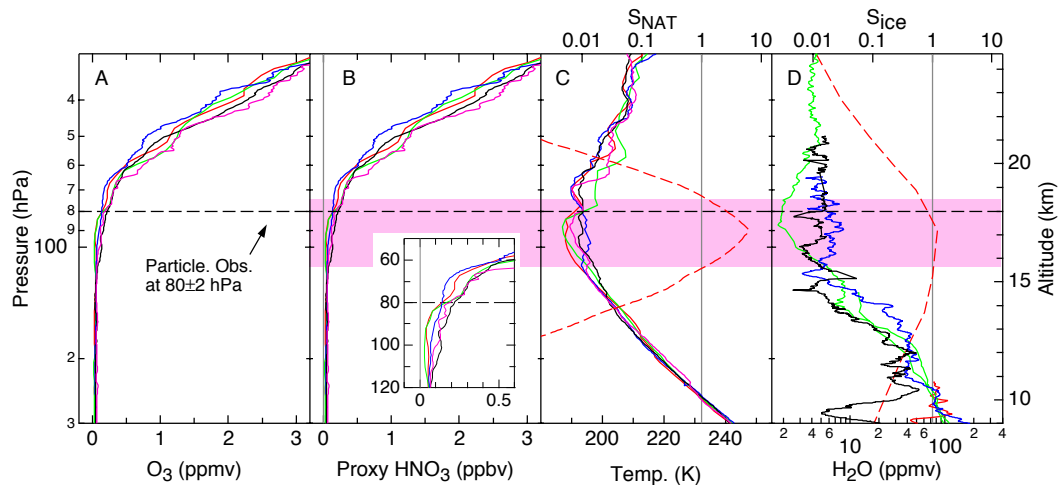 S_NAT
S_ice
0.01 0.1 1 10
0.01 0.1 1 10
A
B
C
D
Pressure (hPa)
4
5
6
7
8
9
100
2
3
Particle. Obs.
at 80±2 hPa
60
80
100
120
0 0.5
20
15
10
Altitude (km)
0 1 2 3
0 1 2 3
200 220 240
2 4 6 10 2 4 6 100 2 4
O₃ (ppmv)
Proxy HNO₃ (ppbv)
Temp. (K)
H₂O (ppmv)